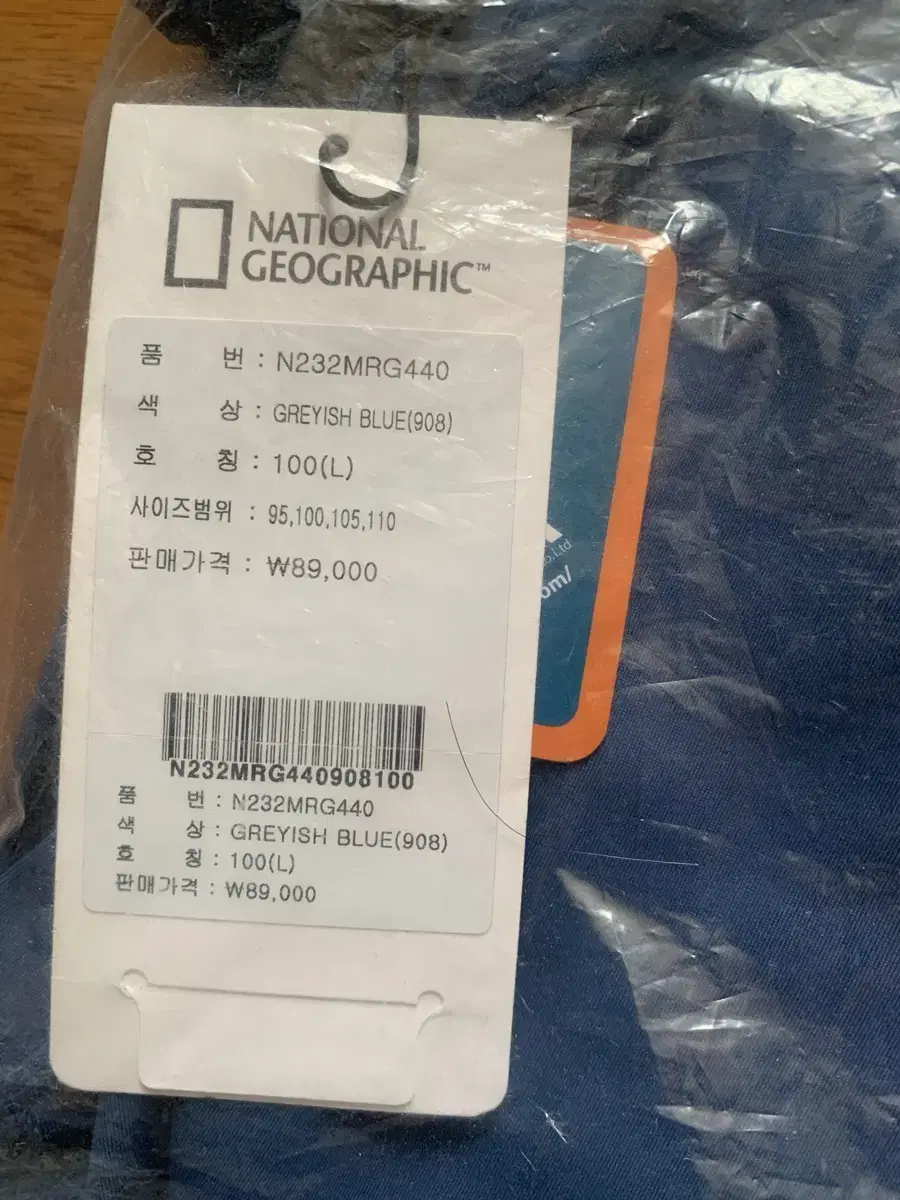 NATIONAL
GEOGRAPHIC™
품 번 : N232MRG440
색 상 : GREYISH BLUE(908)
호 칭 : 100(L)
사이즈범위 : 95,100,105,110
판매가격 : ₩89,000
N232MRG440908100
품 번 : N232MRG440
색 상 : GREYISH BLUE(908)
호 칭 : 100(L)
판매가격 : ₩89,000
o.Ltd
om/